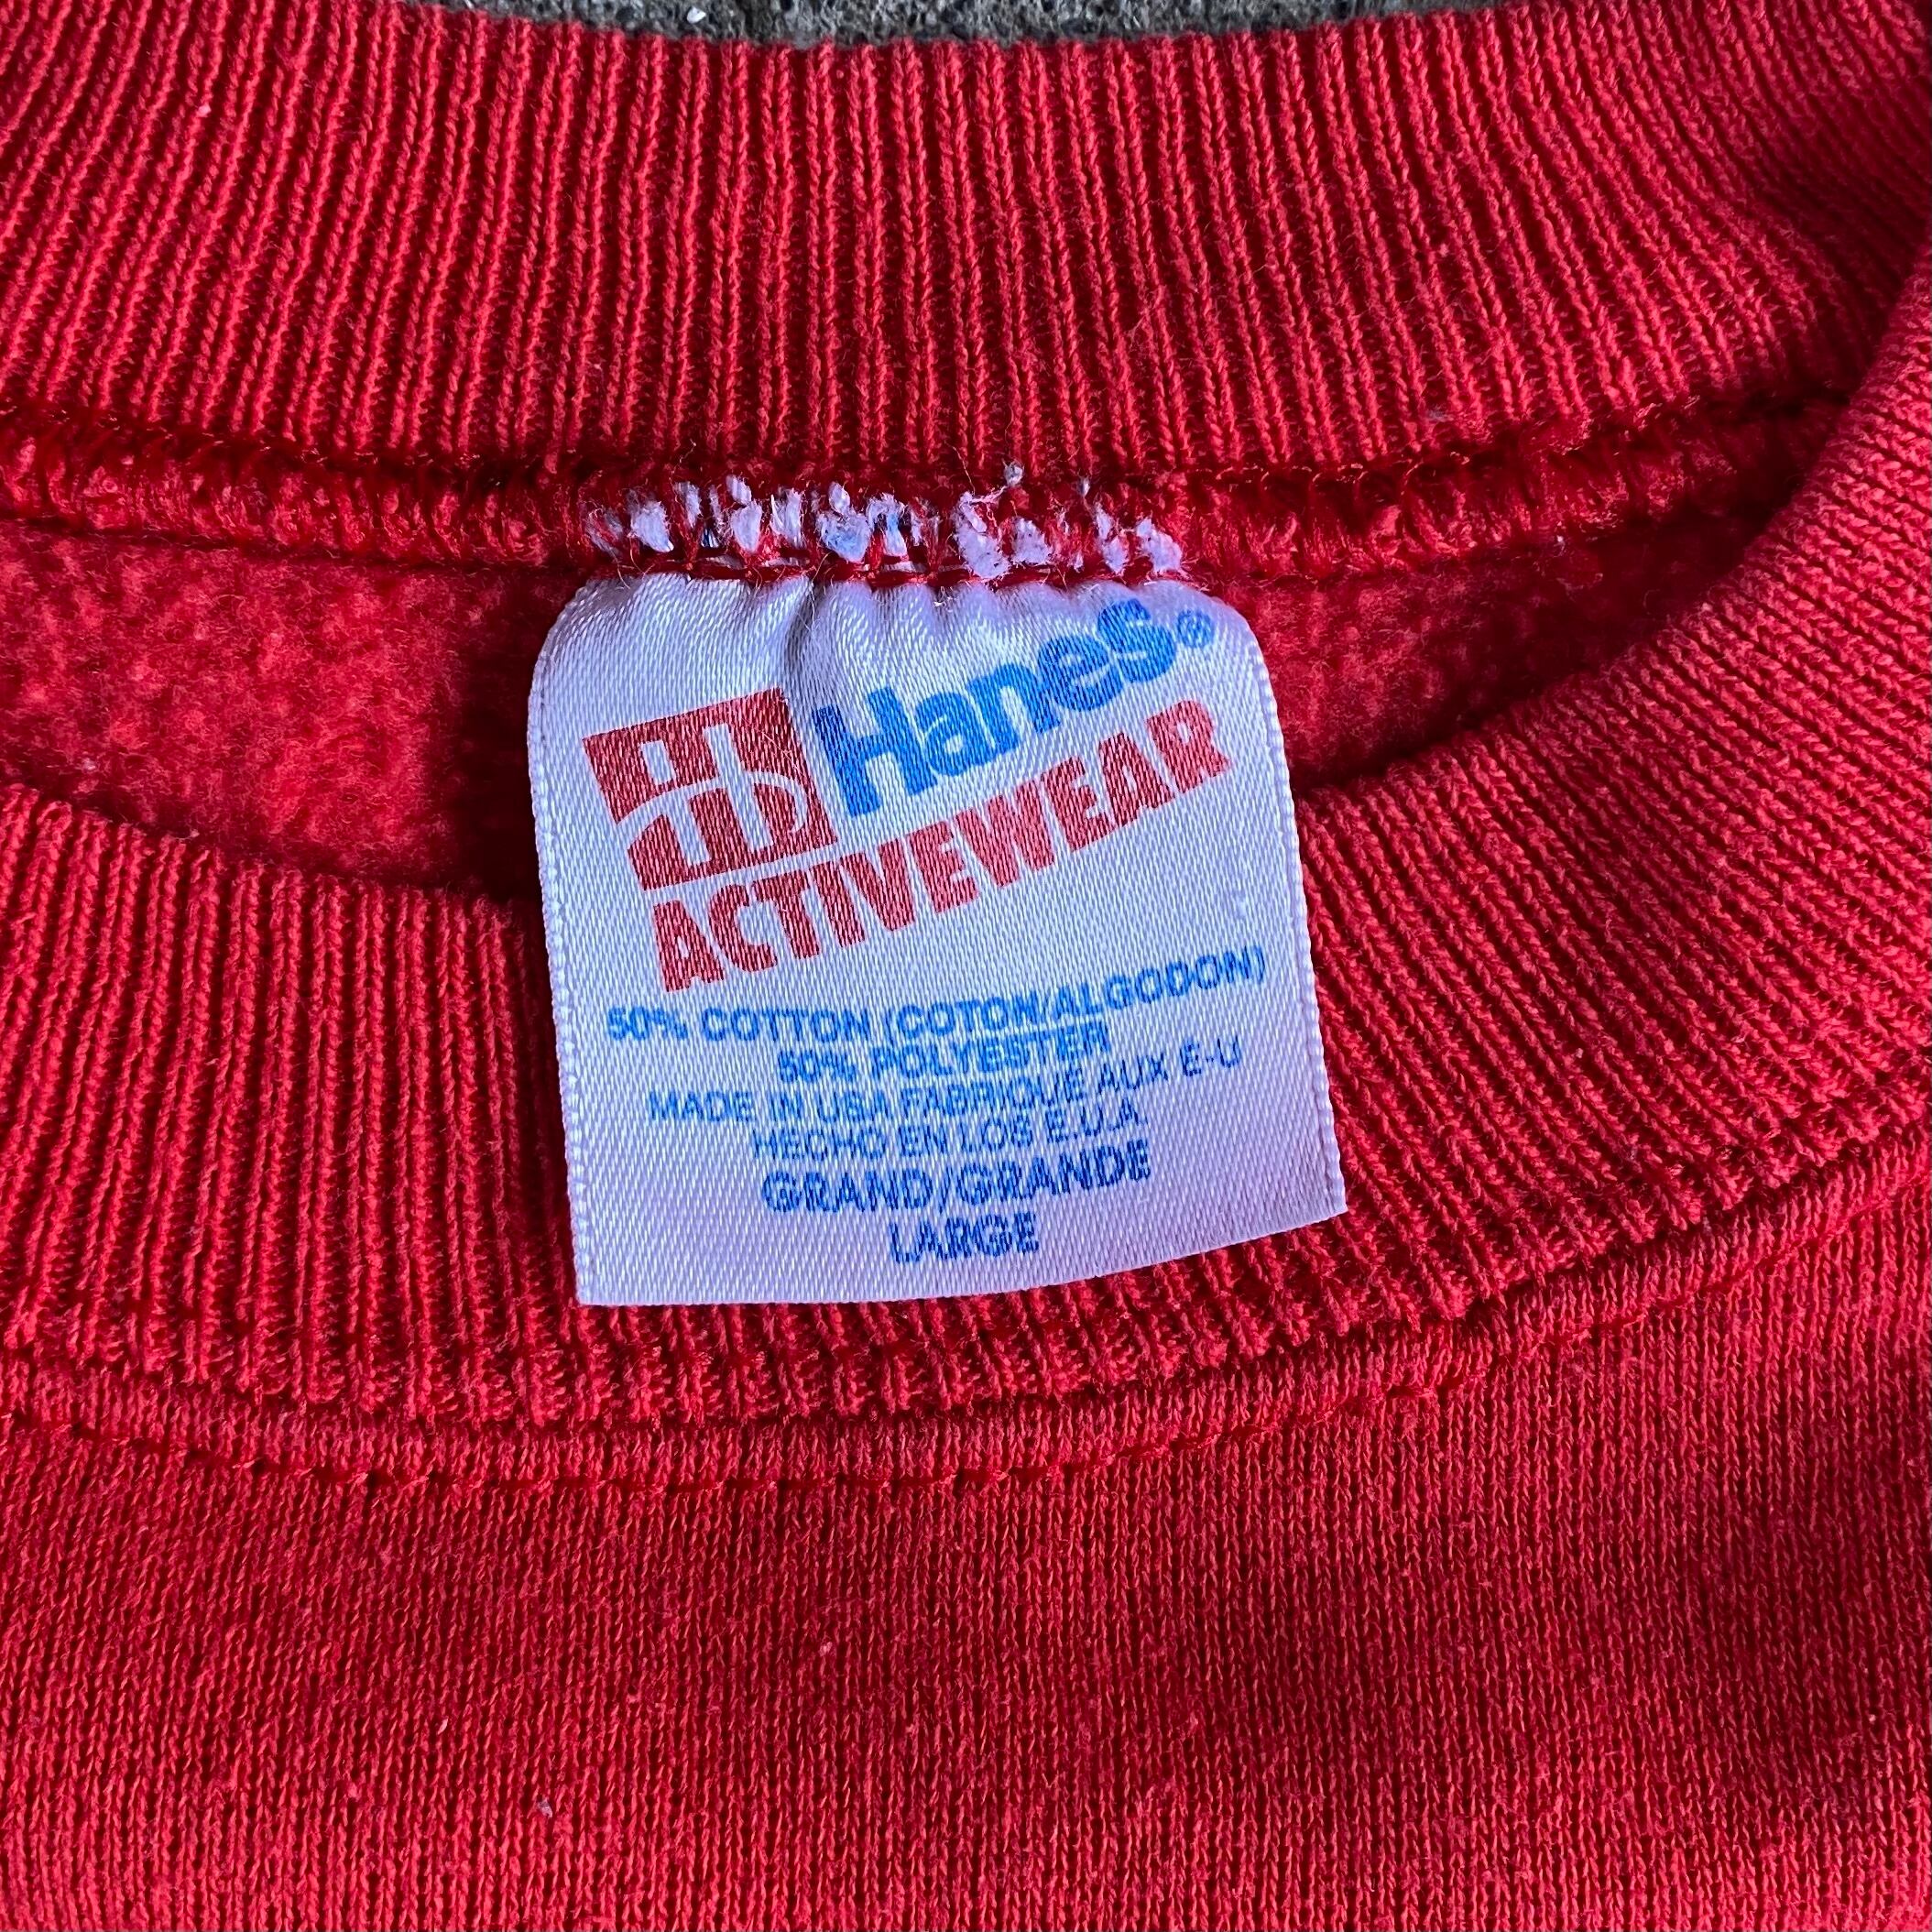 Hanes®
ACTIVEWEAR
50% COTTON (COTON/ALGODON)
50% POLYESTER
MADE IN USA FABRIQUÉ AUX E-U
HECHO EN LOS E.U.A
GRAND/GRANDE
LARGE